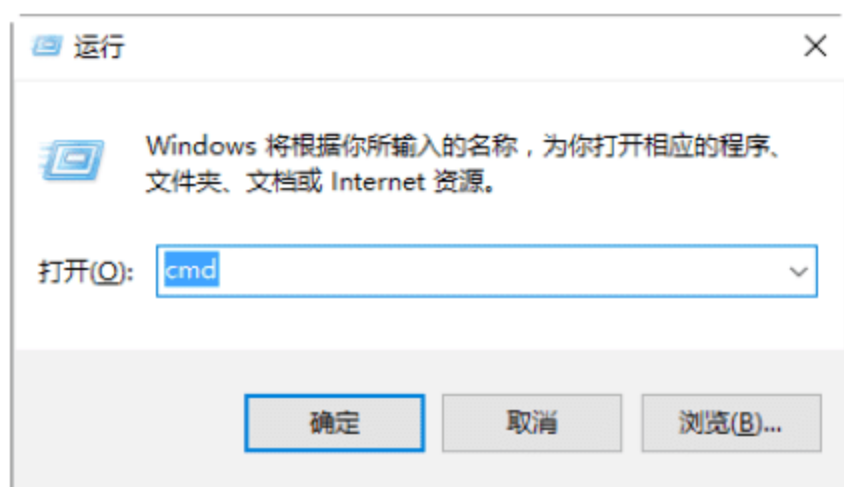 运行
Windows 将根据你所输入的名称，为你打开相应的程序、
文件夹、文档或 Internet 资源。
打开(O): cmd
确定 取消 浏览(B)...